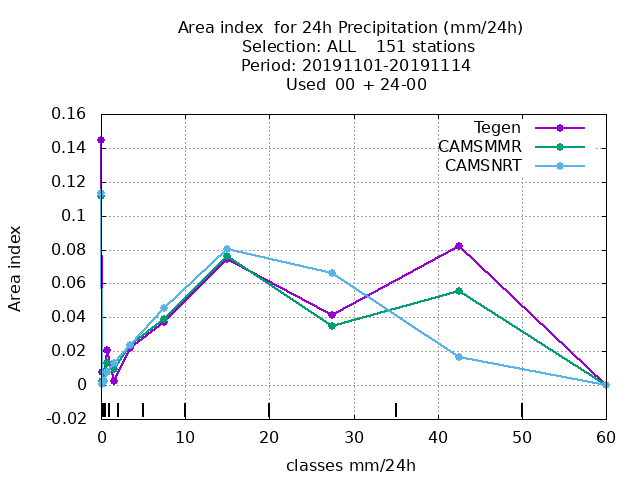 Area index  for 24h Precipitation (mm/24h)
Selection: ALL    151 stations
Period: 20191101-20191114
Used  00  + 24-00
Tegen
CAMSMMR
CAMSNRT
Area index
0.16
0.14
0.12
0.1
0.08
0.06
0.04
0.02
0
-0.02
0 10 20 30 40 50 60
classes mm/24h